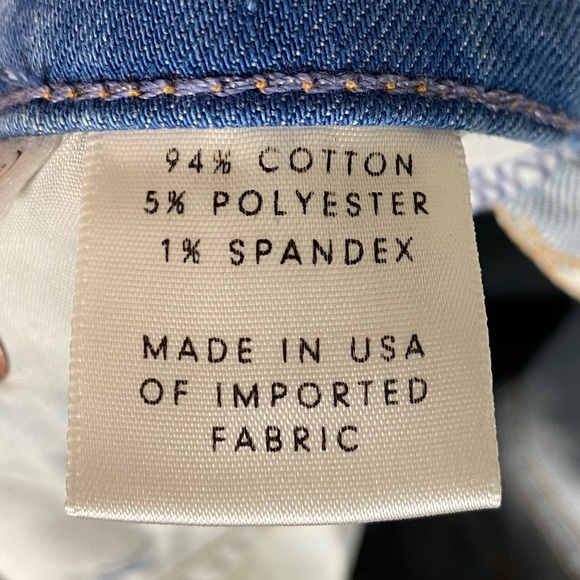 94% COTTON
5% POLYESTER
1% SPANDEX
MADE IN USA
OF IMPORTED
FABRIC